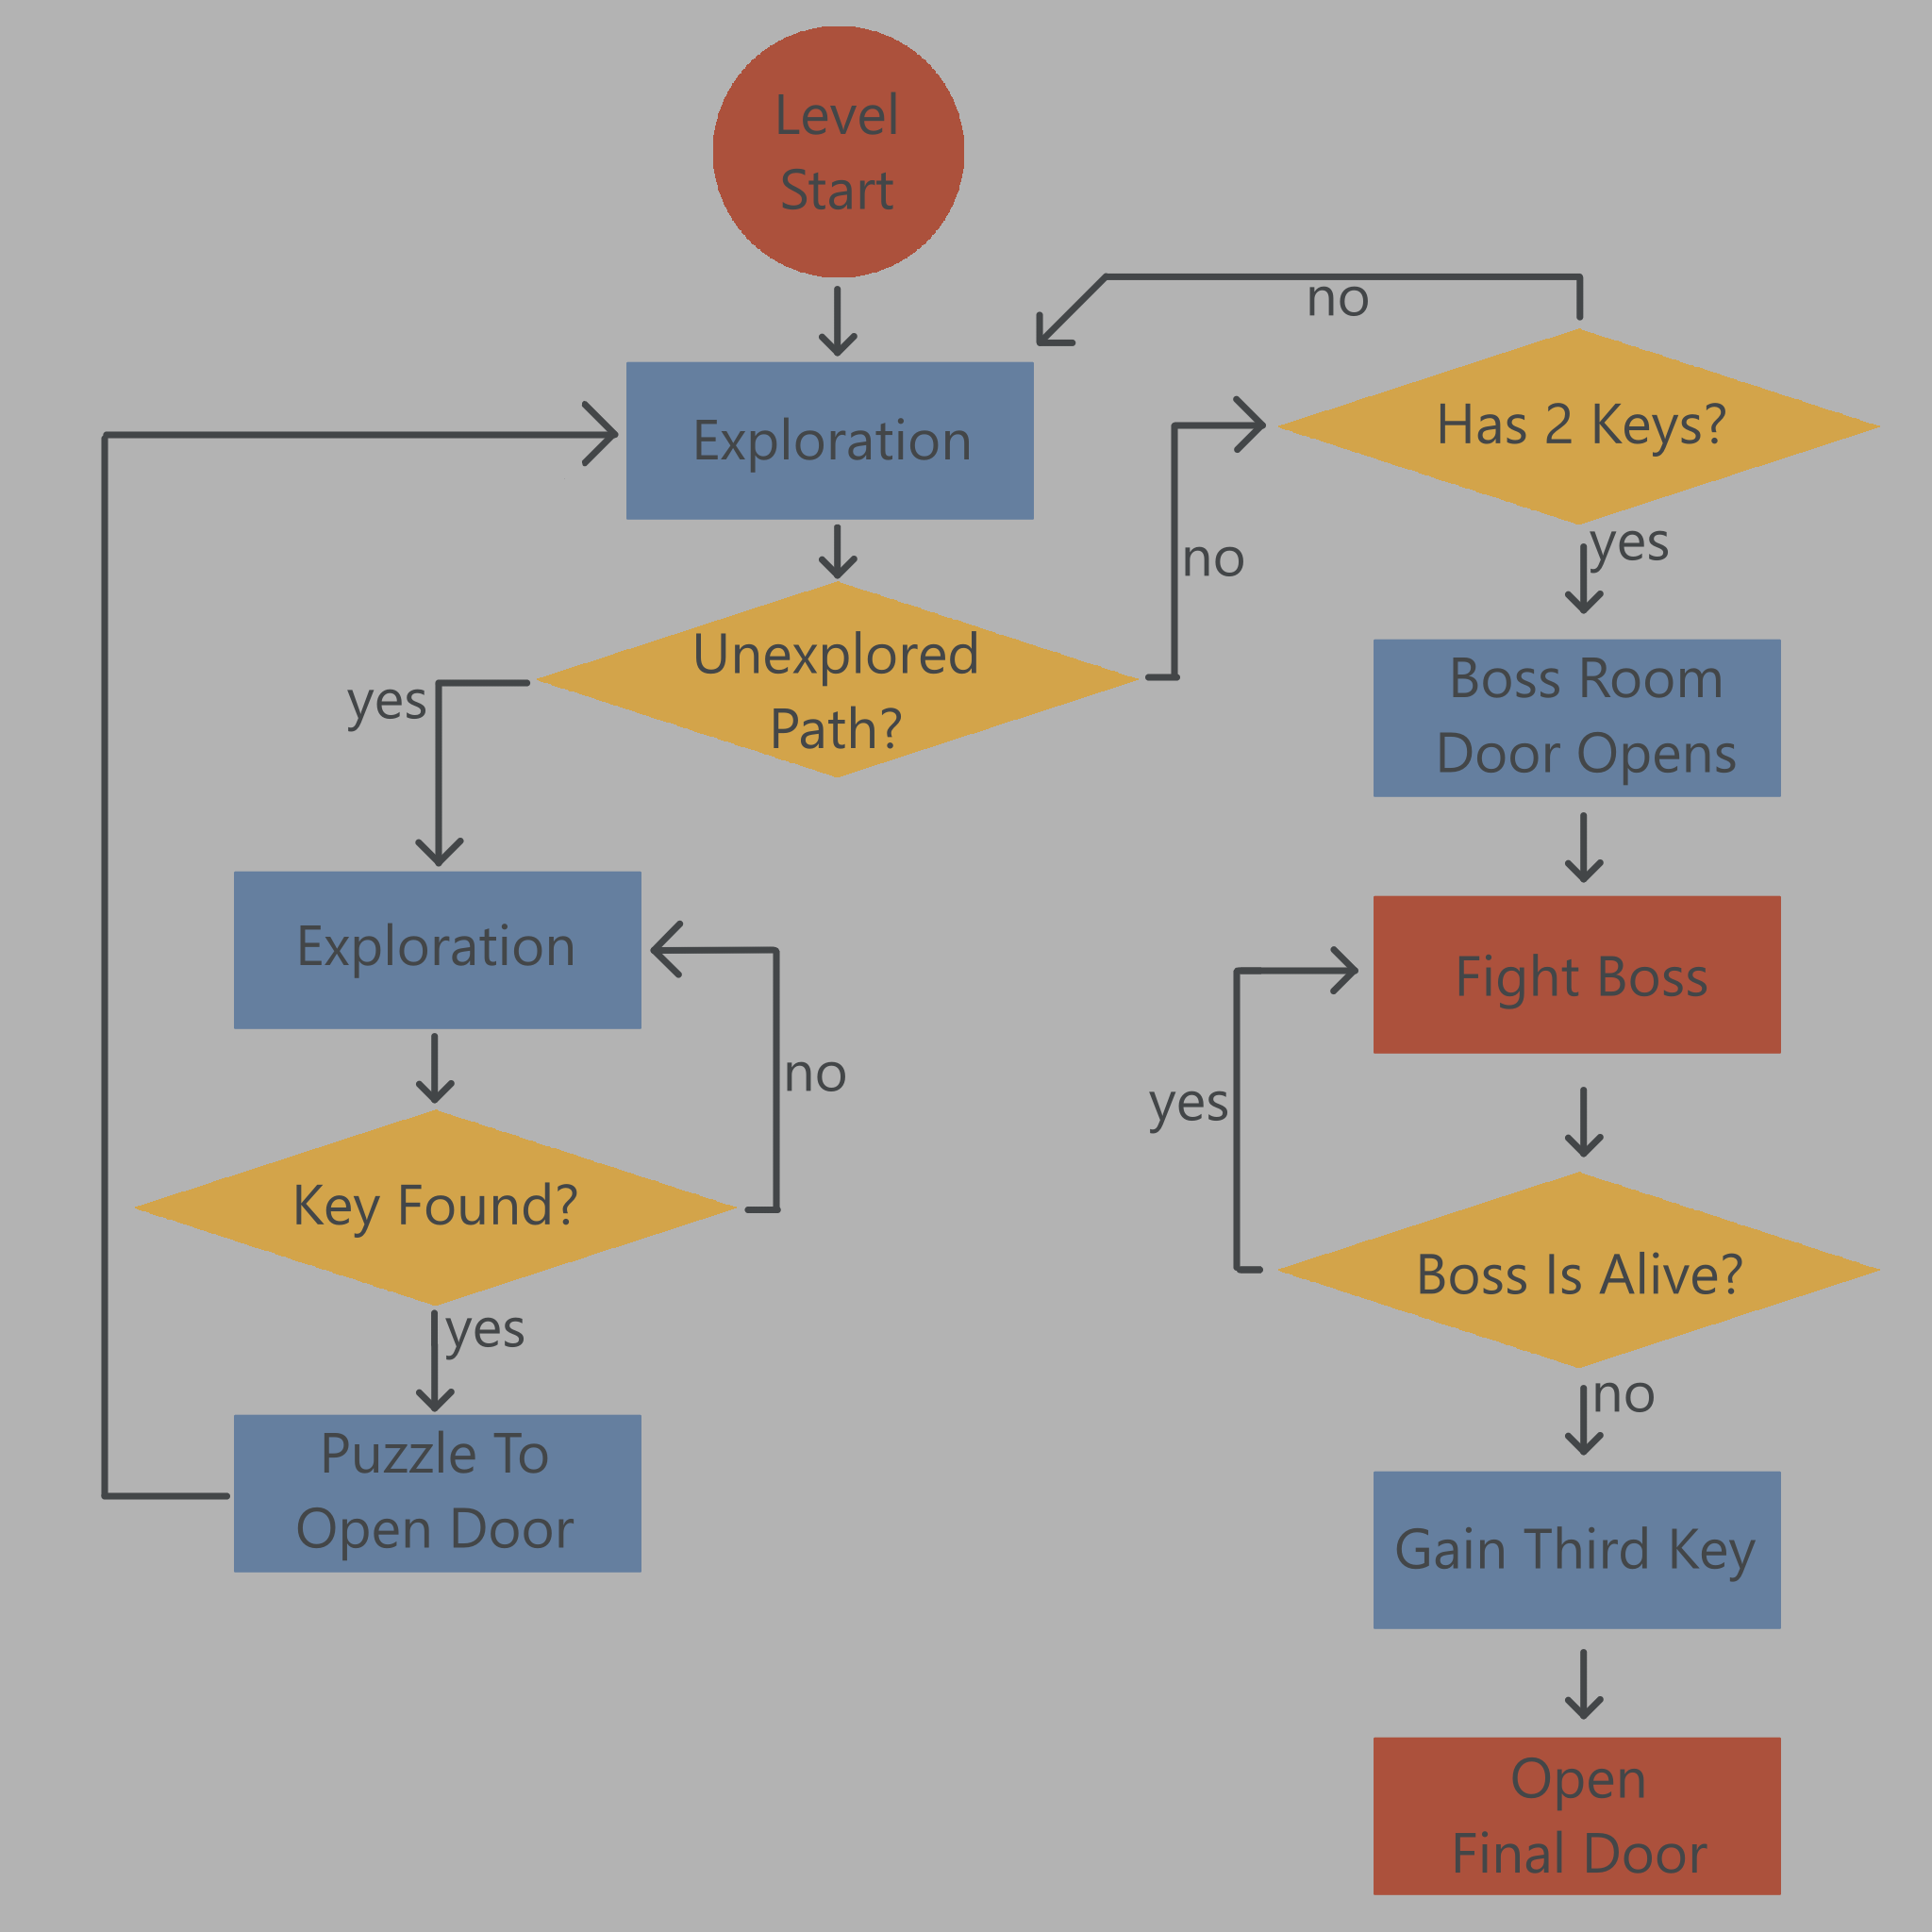 Level
Start
no
Exploration
Has 2 Keys?
no
yes
Unexplored
Path?
yes
Boss Room
Door Opens
Exploration
Fight Boss
no
yes
Key Found?
Boss Is Alive?
yes
no
Puzzle To
Open Door
Gain Third Key
Open
Final Door